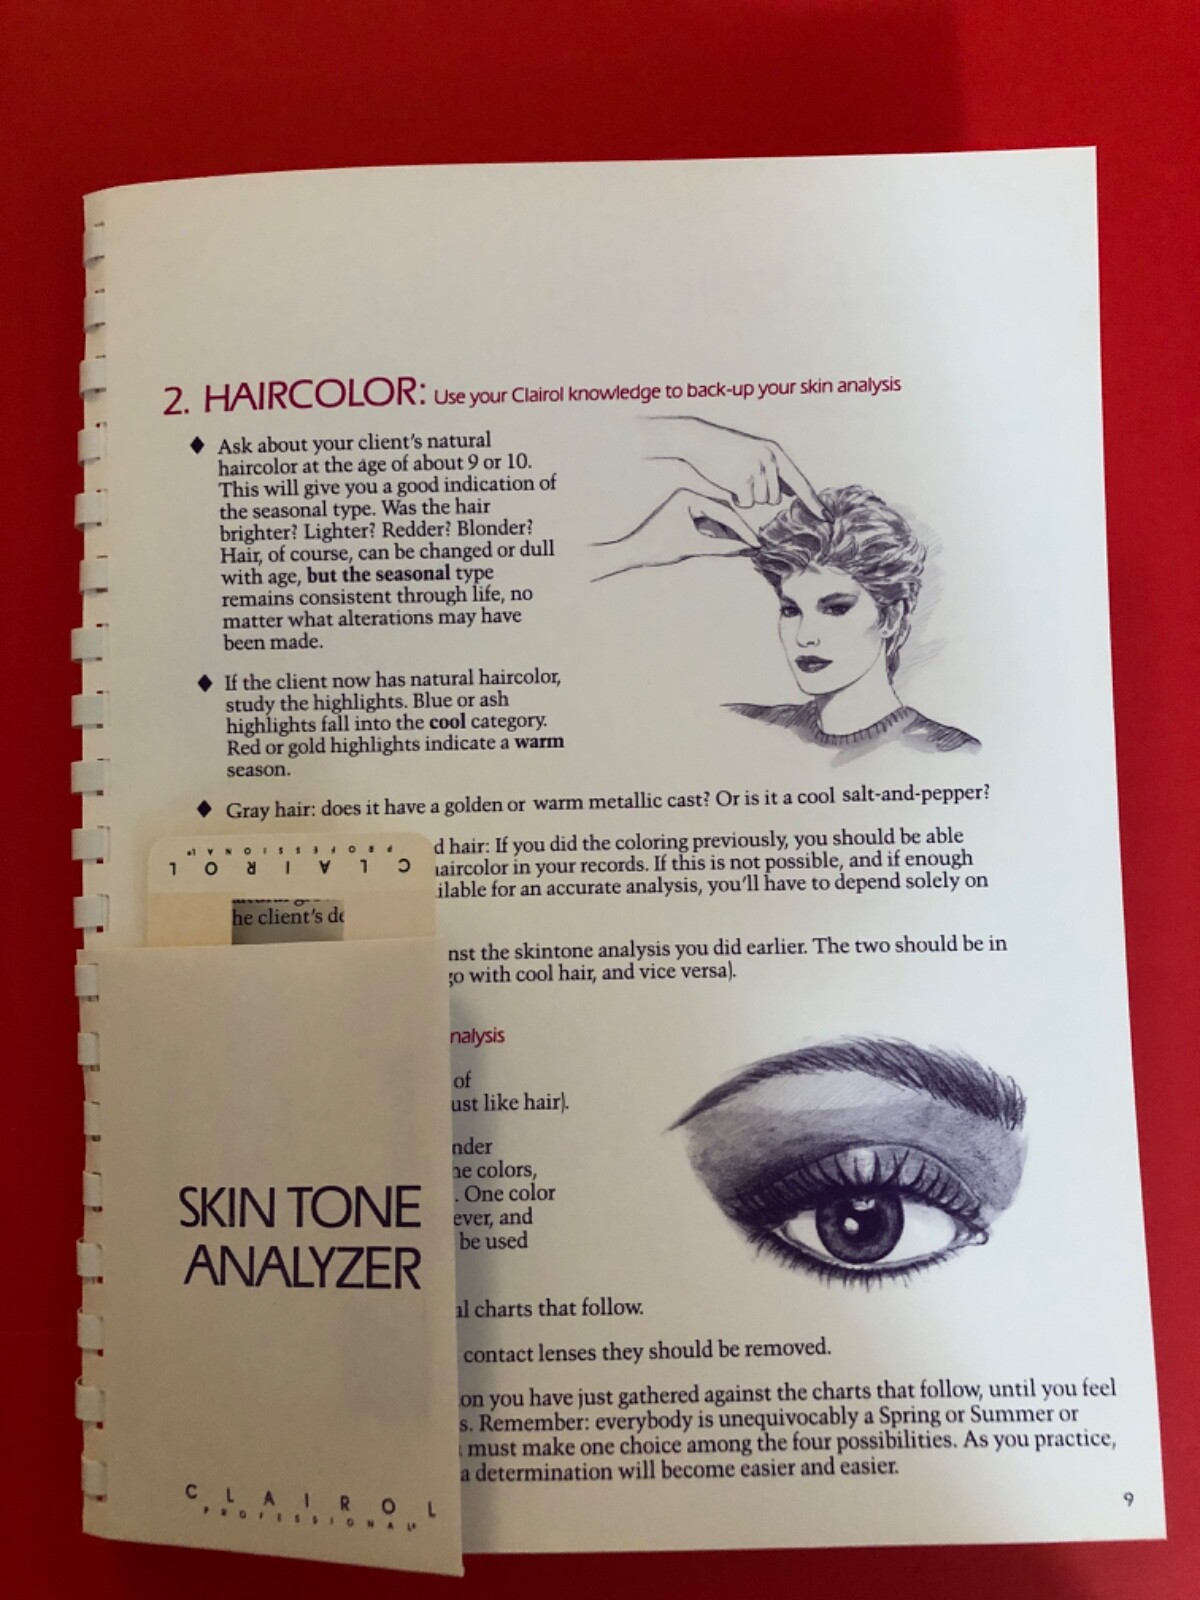 2. HAIRCOLOR: Use your Clairol knowledge to back-up your skin analysis
♦ Ask about your client's natural
haircolor at the age of about 9 or 10.
This will give you a good indication of
the seasonal type. Was the hair
brighter? Lighter? Redder? Blonder?
Hair, of course, can be changed or dull
with age, but the seasonal type
remains consistent through life, no
matter what alterations may have
been made.
♦ If the client now has natural haircolor,
study the highlights. Blue or ash
highlights fall into the cool category.
Red or gold highlights indicate a warm
season.
♦ Gray hair: does it have a golden or warm metallic cast? Or is it a cool salt-and-pepper?
d hair: If you did the coloring previously, you should be able
haircolor in your records. If this is not possible, and if enough
ilable for an accurate analysis, you'll have to depend solely on
he client's de
nst the skintone analysis you did earlier. The two should be in
go with cool hair, and vice versa).
nalysis
of
ust like hair).
nder
he colors,
. One color
ever, and
be used
al charts that follow.
contact lenses they should be removed.
on you have just gathered against the charts that follow, until you feel
s. Remember: everybody is unequivocably a Spring or Summer or
must make one choice among the four possibilities. As you practice,
a determination will become easier and easier.
9
CLAIROL
PROFESSIONAL®
SKIN TONE
ANALYZER
CLAIROL
PROFESSIONAL®